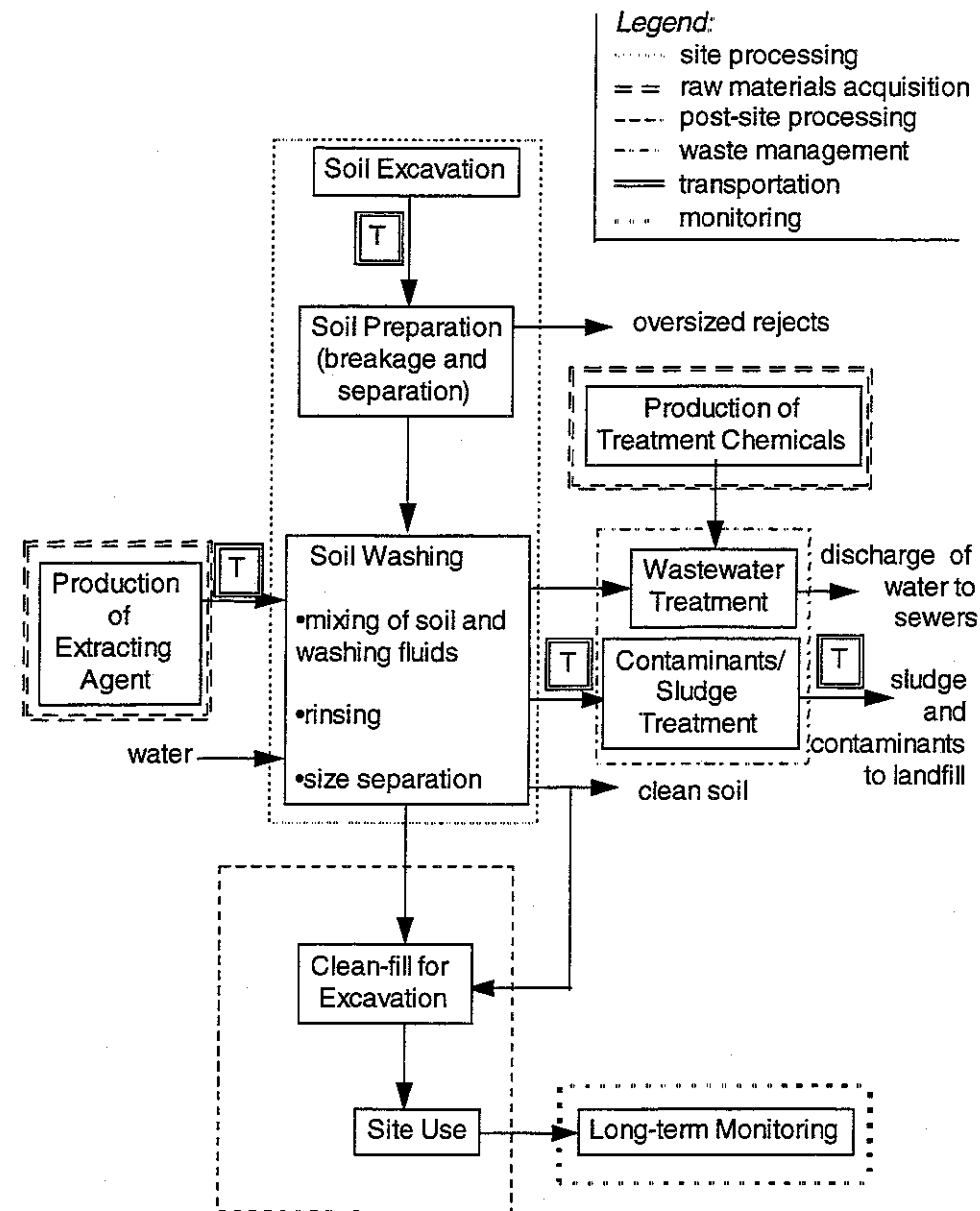 Legend:
site processing
raw materials acquisition
post-site processing
waste management
transportation
monitoring
Soil Excavation
T
Soil Preparation
(breakage and
separation)
oversized rejects
Production of
Treatment Chemicals
Production
of
Extracting
Agent
T
water
Soil Washing
•mixing of soil and
washing fluids
•rinsing
•size separation
Wastewater
Treatment
discharge of
water to
sewers
T
Contaminants/
Sludge
Treatment
T
sludge
and
contaminants
to landfill
clean soil
Clean-fill for
Excavation
Site Use
Long-term Monitoring